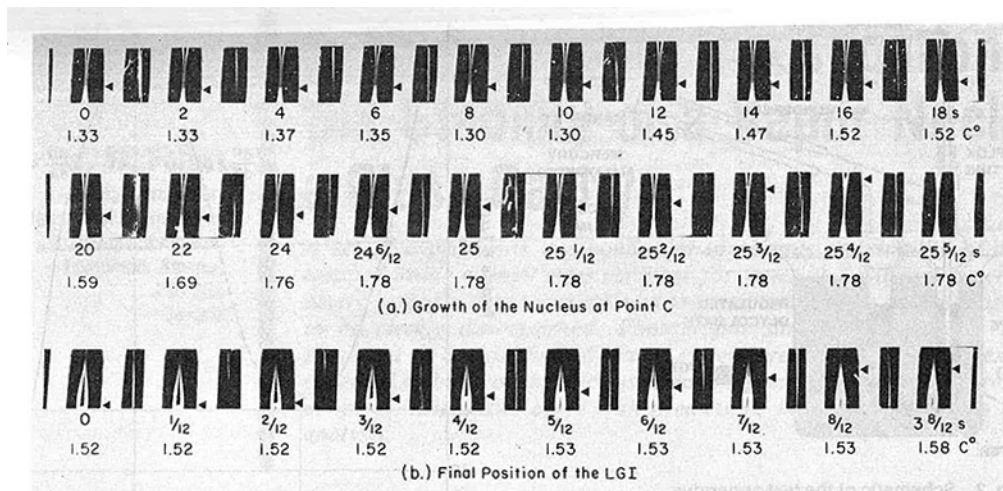 0 2 4 6 8 10 12 14 16 18 s
1.33 1.33 1.37 1.35 1.30 1.30 1.45 1.47 1.52 1.52 C°
20 22 24 24 6/12 25 25 1/12 25 2/12 25 3/12 25 4/12 25 5/12 s
1.59 1.69 1.76 1.78 1.78 1.78 1.78 1.78 1.78 1.78 C°
(a.) Growth of the Nucleus at Point C
0 1/12 2/12 3/12 4/12 5/12 6/12 7/12 8/12 3 8/12 s
1.52 1.52 1.52 1.52 1.52 1.53 1.53 1.53 1.53 1.58 C°
(b.) Final Position of the LGI